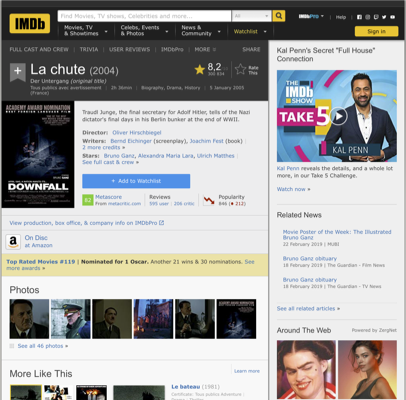 IMDb
Find Movies, TV shows, Celebrities and more...
All
Movies, TV & Showtimes
Celebs, Events & Photos
News & Community
Watchlist
IMDbPro
Help
Sign in
FULL CAST AND CREW | TRIVIA | USER REVIEWS | IMDbPro | MORE
SHARE
La chute (2004)
Der Untergang (original title)
Tous publics avec avertissement | 2h 36min | Biography, Drama, History | 5 January 2005 (France)
8,2
Rate This
ACADEMY AWARD NOMINEE
BEST FOREIGN LANGUAGE FILM
DOWNFALL
Traudl Junge, the final secretary for Adolf Hitler, tells of the Nazi dictator's final days in his Berlin bunker at the end of WWII.
Director: Oliver Hirschbiegel
Writers: Bernd Eichinger (screenplay), Joachim Fest (book)
2 more credits »
Stars: Bruno Ganz, Alexandra Maria Lara, Ulrich Matthes
See full cast & crew »
+ Add to Watchlist
82
Metascore
From metacritic.com
Reviews
599 user | 206 critic
Popularity
946 (212)
View production, box office, & company info on IMDbPro
On Disc
at Amazon
Top Rated Movies #119 | Nominated for 1 Oscar. Another 21 wins & 30 nominations. See more awards »
Photos
See all 46 photos »
More Like This
Learn more
Le bateau (1981)
Kal Penn's Secret "Full House" Connection
THE IMDb SHOW
TAKE 5
KAL PENN
Kal Penn reveals the details, and a whole lot more, in our Take 5 Challenge.
Watch now »
Related News
Movie Poster of the Week: The Illustrated Bruno Ganz
22 February 2019 | MUBI
Bruno Ganz obituary
18 February 2019 | The Guardian - Film News
Bruno Ganz obituary
18 February 2019 | The Guardian - TV News
See all related articles »
Around The Web
Powered by ZergNet